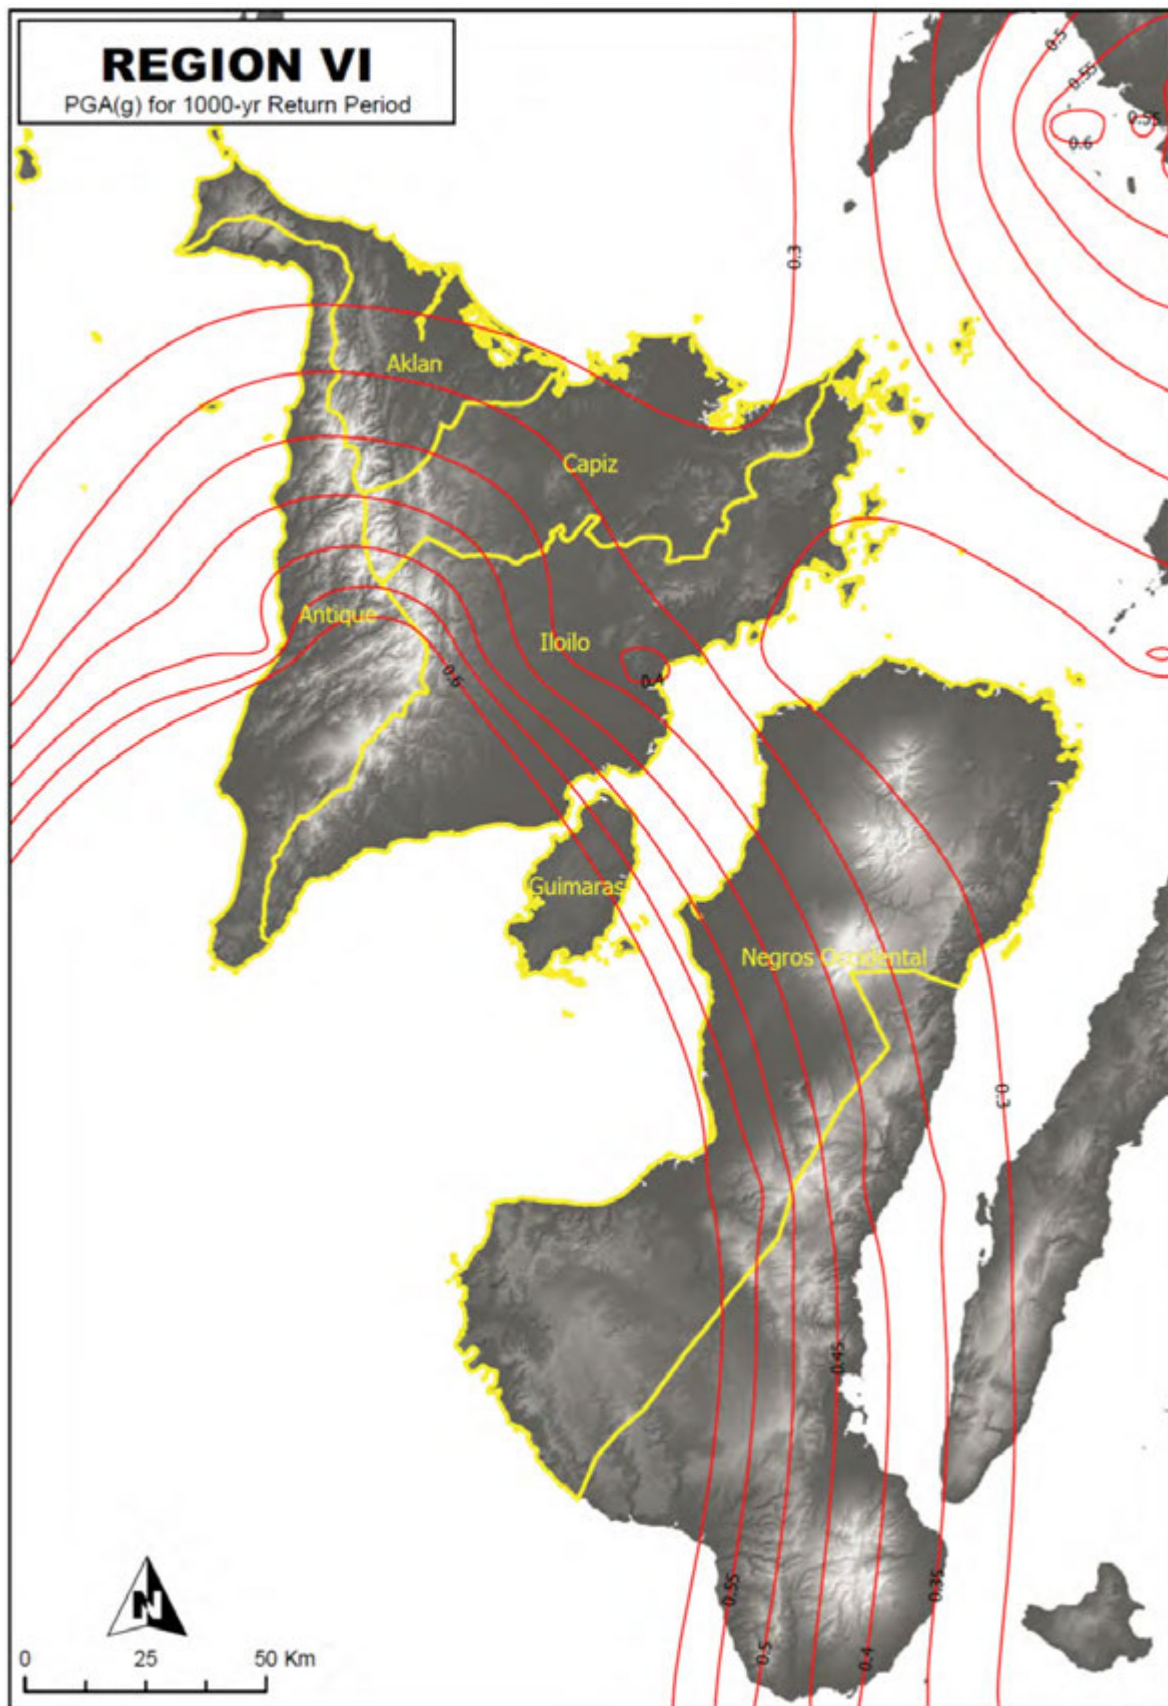 REGION VI
PGA(g) for 1000-yr Return Period
0.5
0.55
0.55
0.6
0.3
Aklan
Capiz
Antique
Iloilo
0.6
0.4
Guimaras
Negros Occidental
0.3
0.45
0.55
0.35
0.5
0.4
N
0 25 50 Km